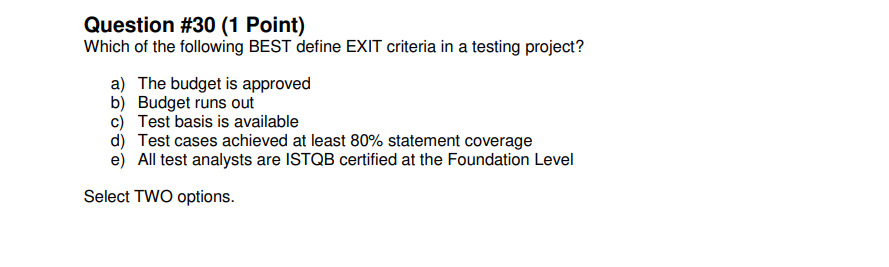 Question #30 (1 Point)
Which of the following BEST define EXIT criteria in a testing project?
a) The budget is approved
b) Budget runs out
c) Test basis is available
d) Test cases achieved at least 80% statement coverage
e) All test analysts are ISTQB certified at the Foundation Level
Select TWO options.